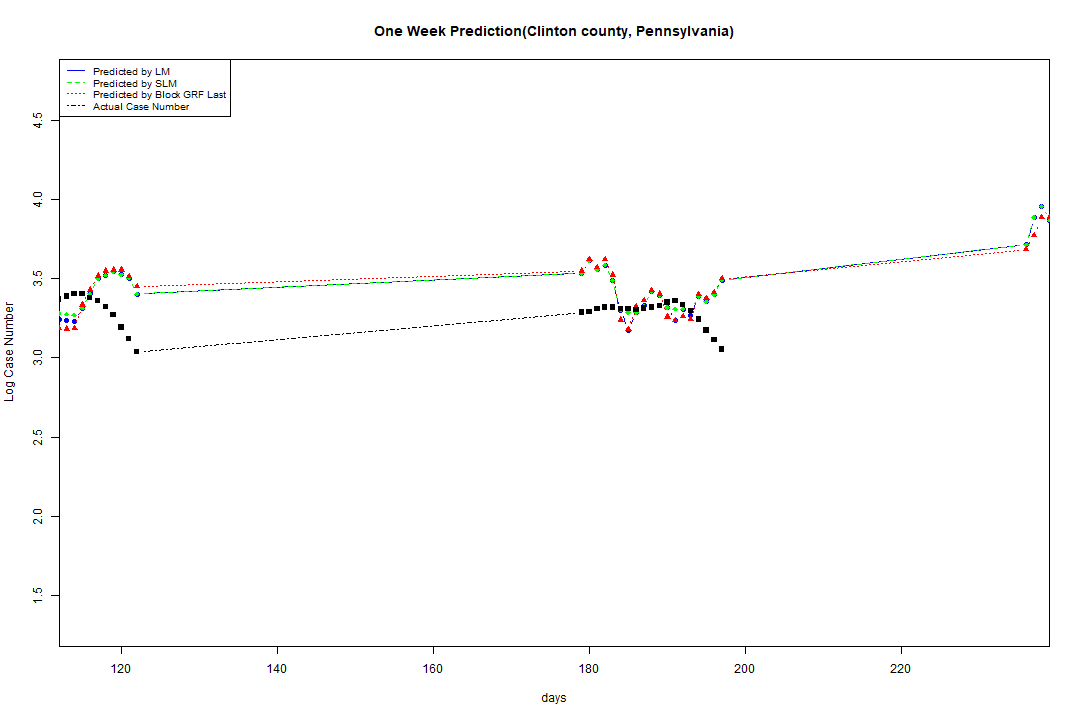 One Week Prediction(Clinton county, Pennsylvania)
Predicted by LM
Predicted by SLM
Predicted by Block GRF Last
Actual Case Number
4.5
4.0
3.5
3.0
2.5
2.0
1.5
Log Case Number
120 140 160 180 200 220
days